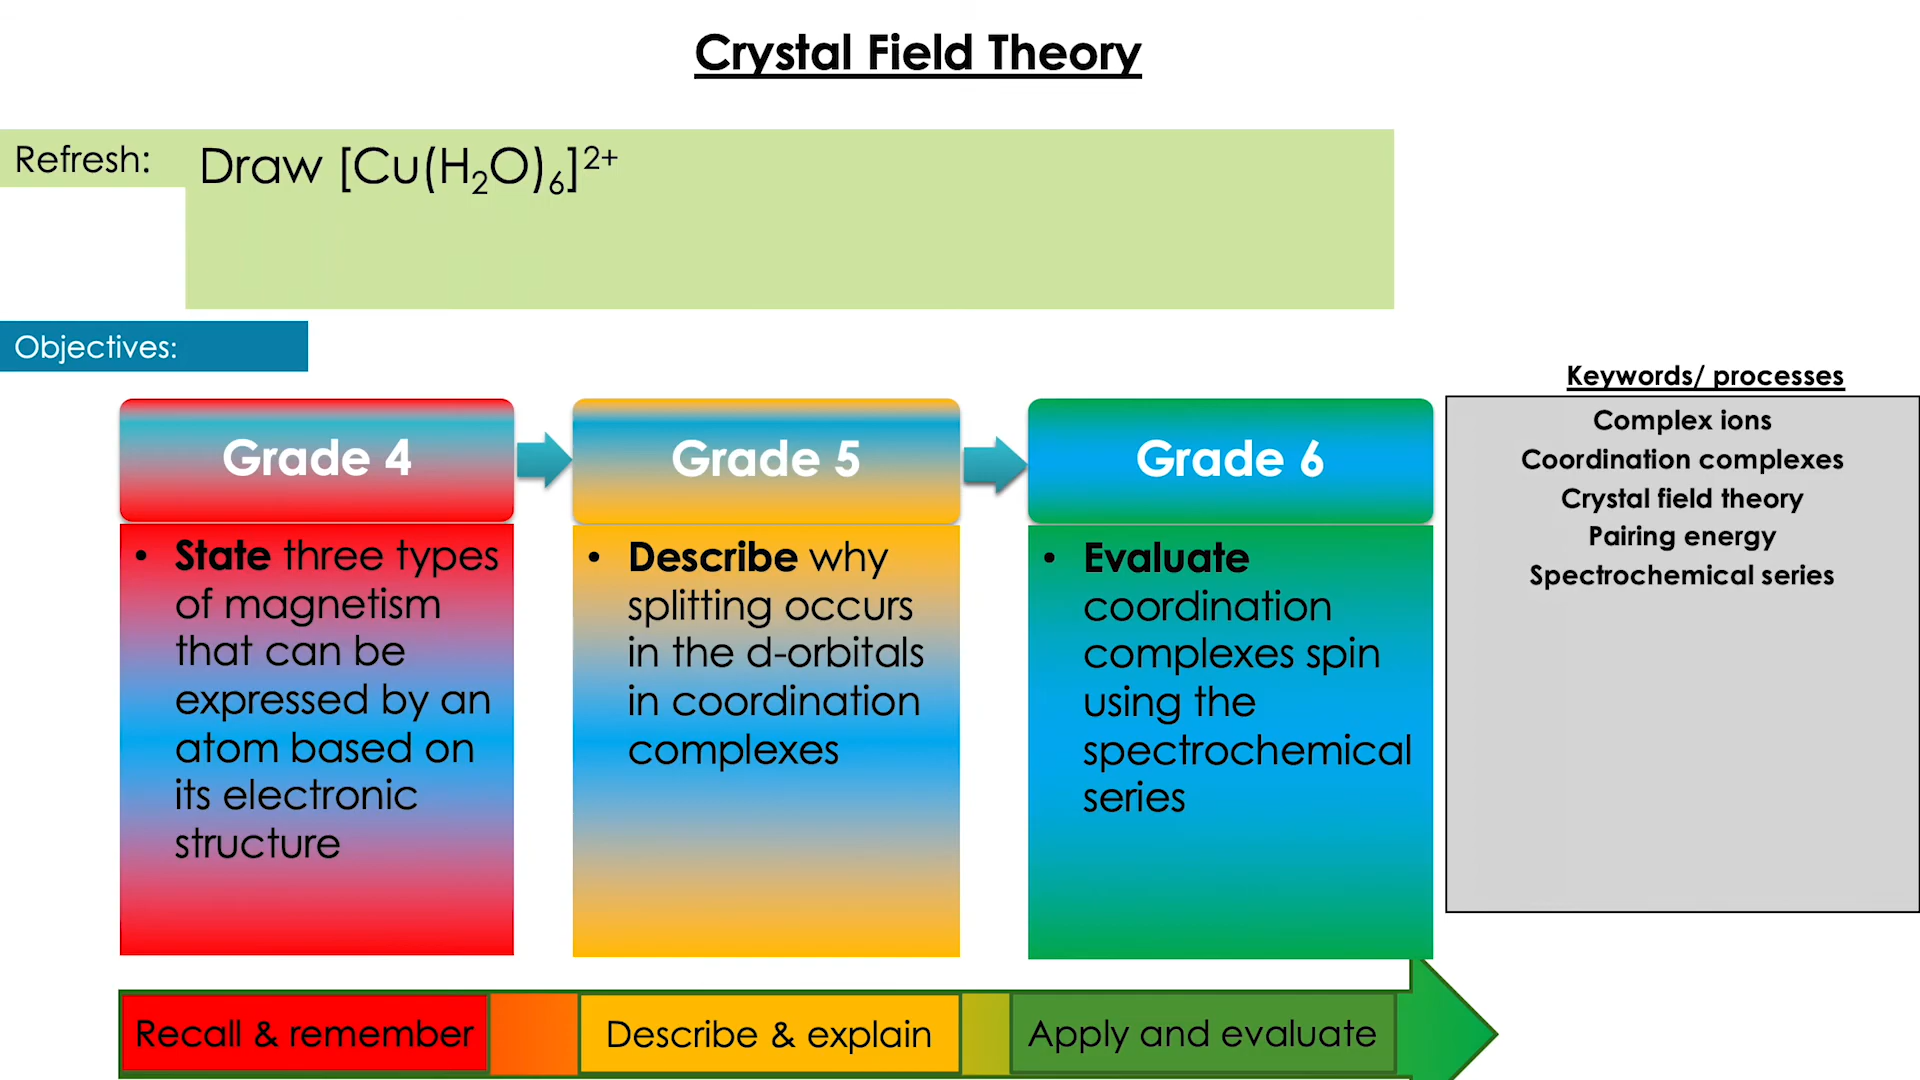 Crystal Field Theory
Refresh:
Draw [Cu(H₂O)₆]²⁺
Objectives:
Keywords/ processes
Complex ions
Coordination complexes
Crystal field theory
Pairing energy
Spectrochemical series
Grade 4
• State three types
of magnetism
that can be
expressed by an
atom based on
its electronic
structure
Grade 5
• Describe why
splitting occurs
in the d-orbitals
in coordination
complexes
Grade 6
• Evaluate
coordination
complexes spin
using the
spectrochemical
series
Recall & remember
Describe & explain
Apply and evaluate